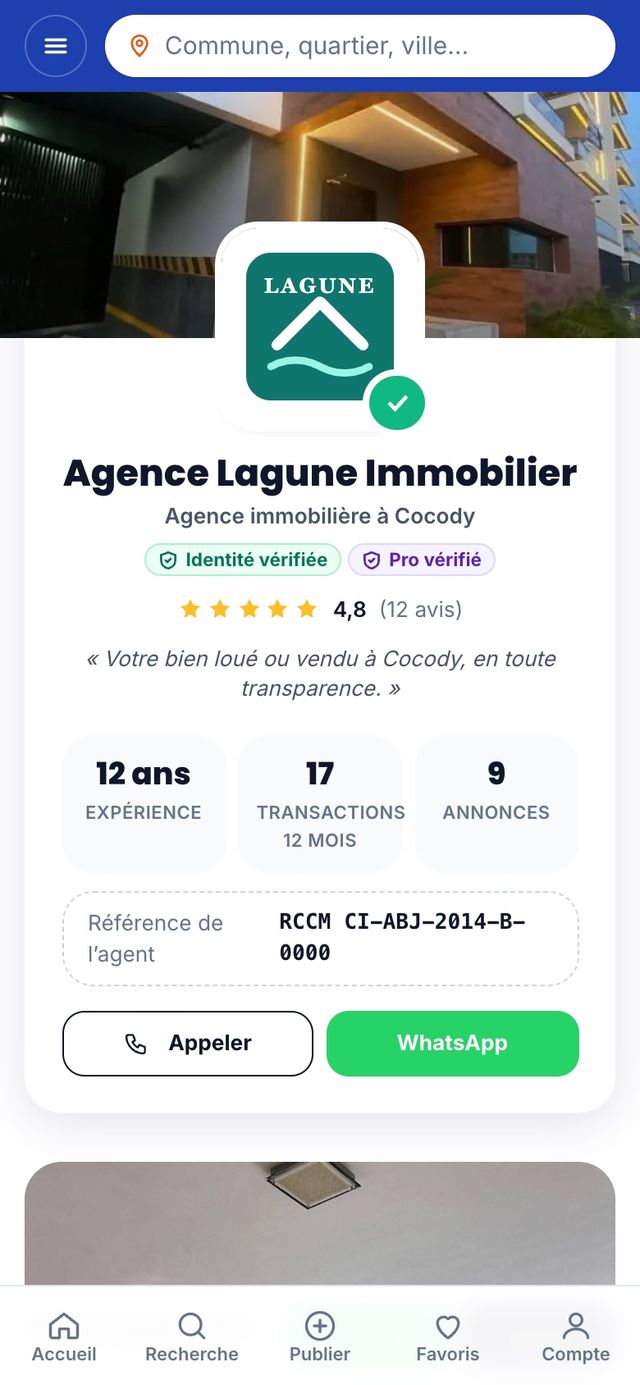 Commune, quartier, ville...
LAGUNE
Agence Lagune Immobilier
Agence immobilière à Cocody
Identité vérifiée
Pro vérifié
4,8 (12 avis)
« Votre bien loué ou vendu à Cocody, en toute
transparence. »
12 ans
EXPÉRIENCE
17
TRANSACTIONS
12 MOIS
9
ANNONCES
Référence de
l’agent
RCCM CI–ABJ–2014–B–
0000
Appeler
WhatsApp
Accueil
Recherche
Publier
Favoris
Compte